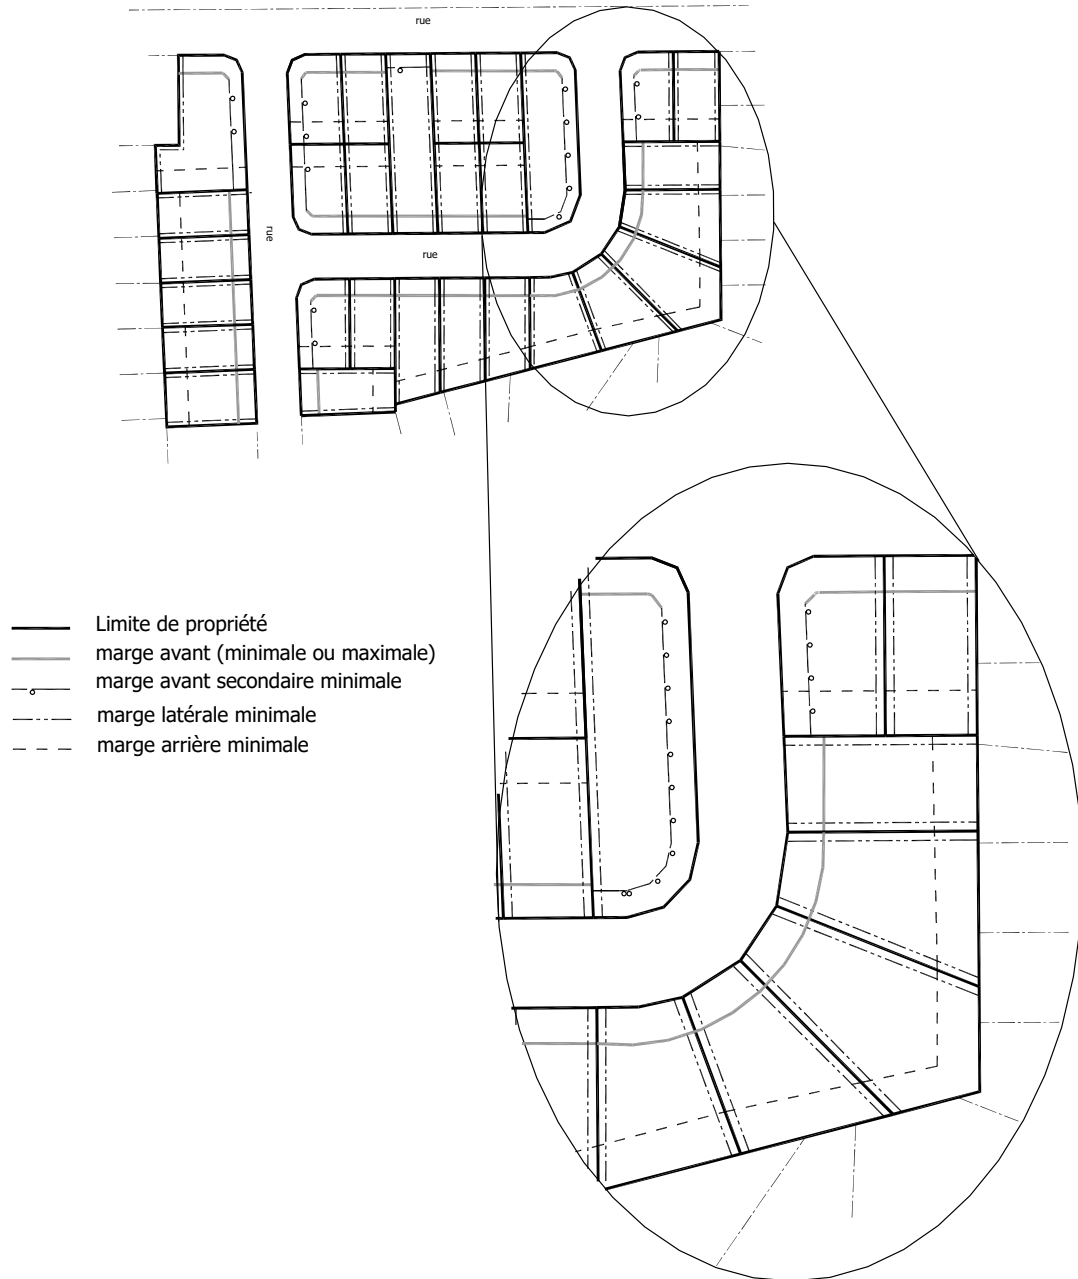 rue
rue
rue
Limite de propriété
marge avant (minimale ou maximale)
marge avant secondaire minimale
marge latérale minimale
marge arrière minimale